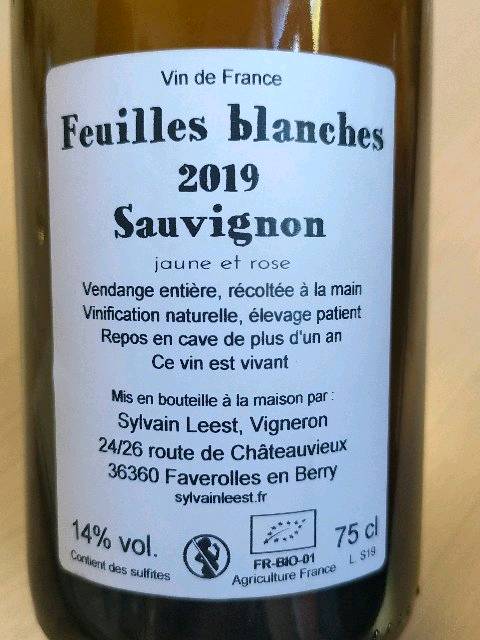 Vin de France
Feuilles blanches
2019
Sauvignon
jaune et rose
Vendange entière, récoltée à la main
Vinification naturelle, élevage patient
Repos en cave de plus d'un an
Ce vin est vivant
Mis en bouteille à la maison par :
Sylvain Leest, Vigneron
24/26 route de Châteauvieux
36360 Faverolles en Berry
sylvainleest.fr
14% vol.
Contient des sulfites
FR-BIO-01
Agriculture France
75 cl
L S19